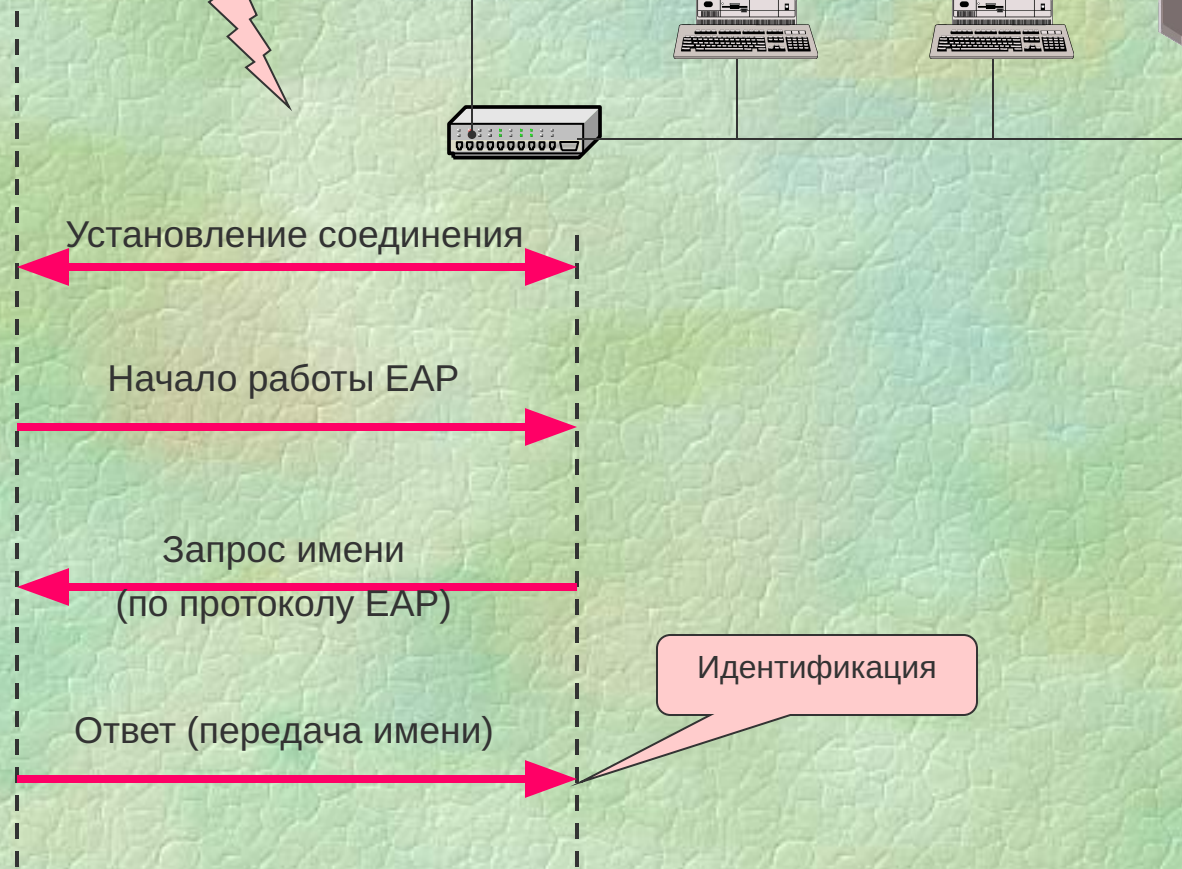 Установление соединения
Начало работы EAP
Запрос имени
(по протоколу EAP)
Идентификация
Ответ (передача имени)